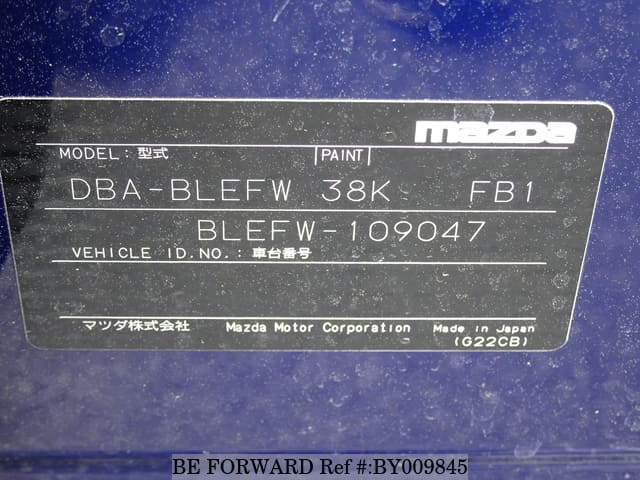 mazda
MODEL: 型式 PAINT
DBA-BLEFW 38K FB1
BLEFW-109047
VEHICLE ID.NO.: 車台番号
マツダ株式会社 Mazda Motor Corporation Made in Japan
(G22CB)
BE FORWARD Ref #:BY009845